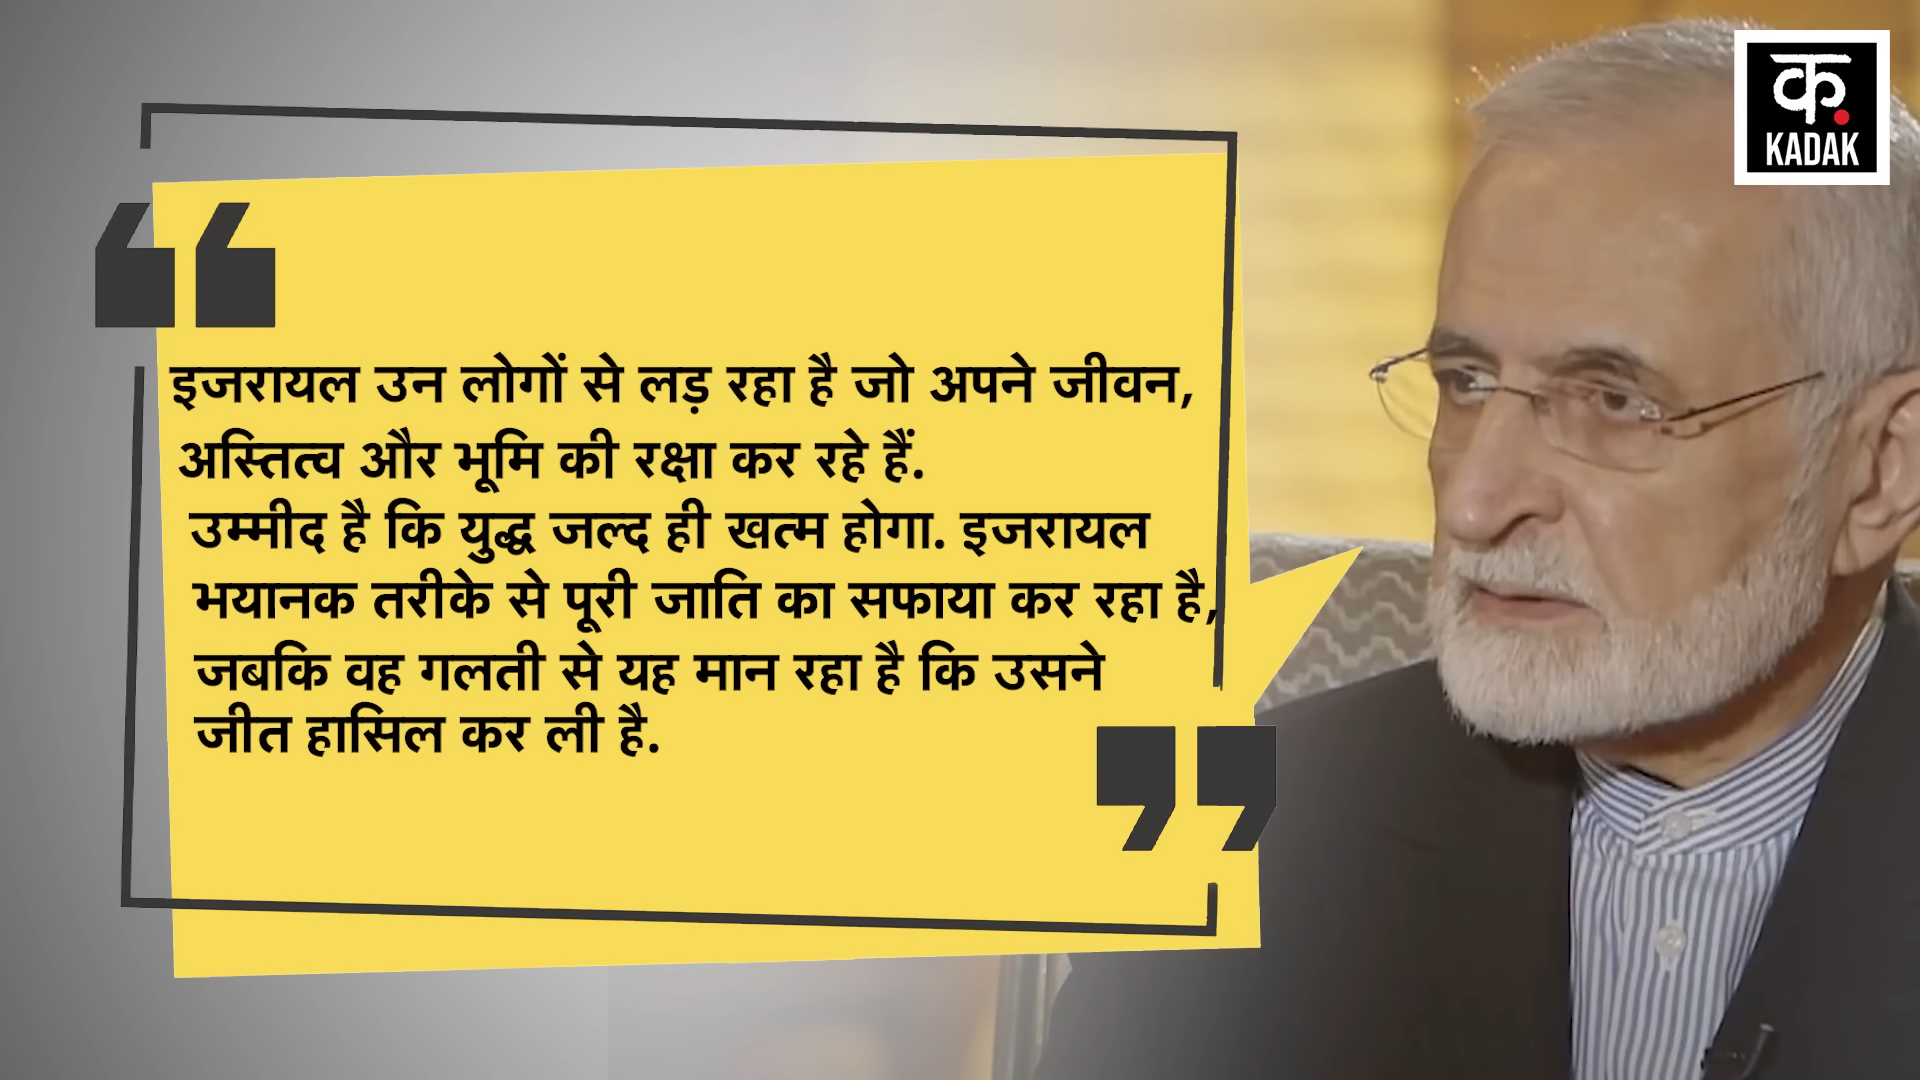 क
KADAK
इजरायल उन लोगों से लड़ रहा है जो अपने जीवन,
अस्तित्व और भूमि की रक्षा कर रहे हैं.
उम्मीद है कि युद्ध जल्द ही खत्म होगा. इजरायल
भयानक तरीके से पूरी जाति का सफाया कर रहा है,
जबकि वह गलती से यह मान रहा है कि उसने
जीत हासिल कर ली है.